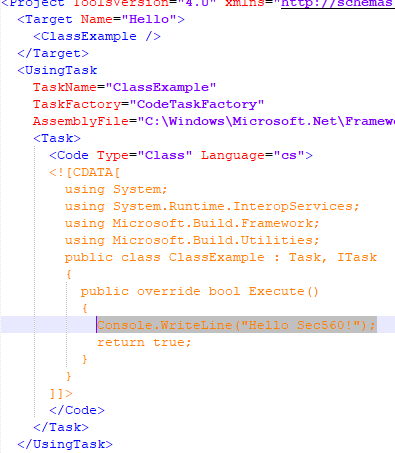 <Project ToolsVersion="4.0" xmlns="http://schemas
<Target Name="Hello">
<ClassExample />
</Target>
<UsingTask
TaskName="ClassExample"
TaskFactory="CodeTaskFactory"
AssemblyFile="C:\Windows\Microsoft.Net\Framew
<Task>
<Code Type="Class" Language="cs">
<![CDATA[
using System;
using System.Runtime.InteropServices;
using Microsoft.Build.Framework;
using Microsoft.Build.Utilities;
public class ClassExample : Task, ITask
{
public override bool Execute()
{
Console.WriteLine("Hello Sec560!");
return true;
}
}
]]>
</Code>
</Task>
</UsingTask>